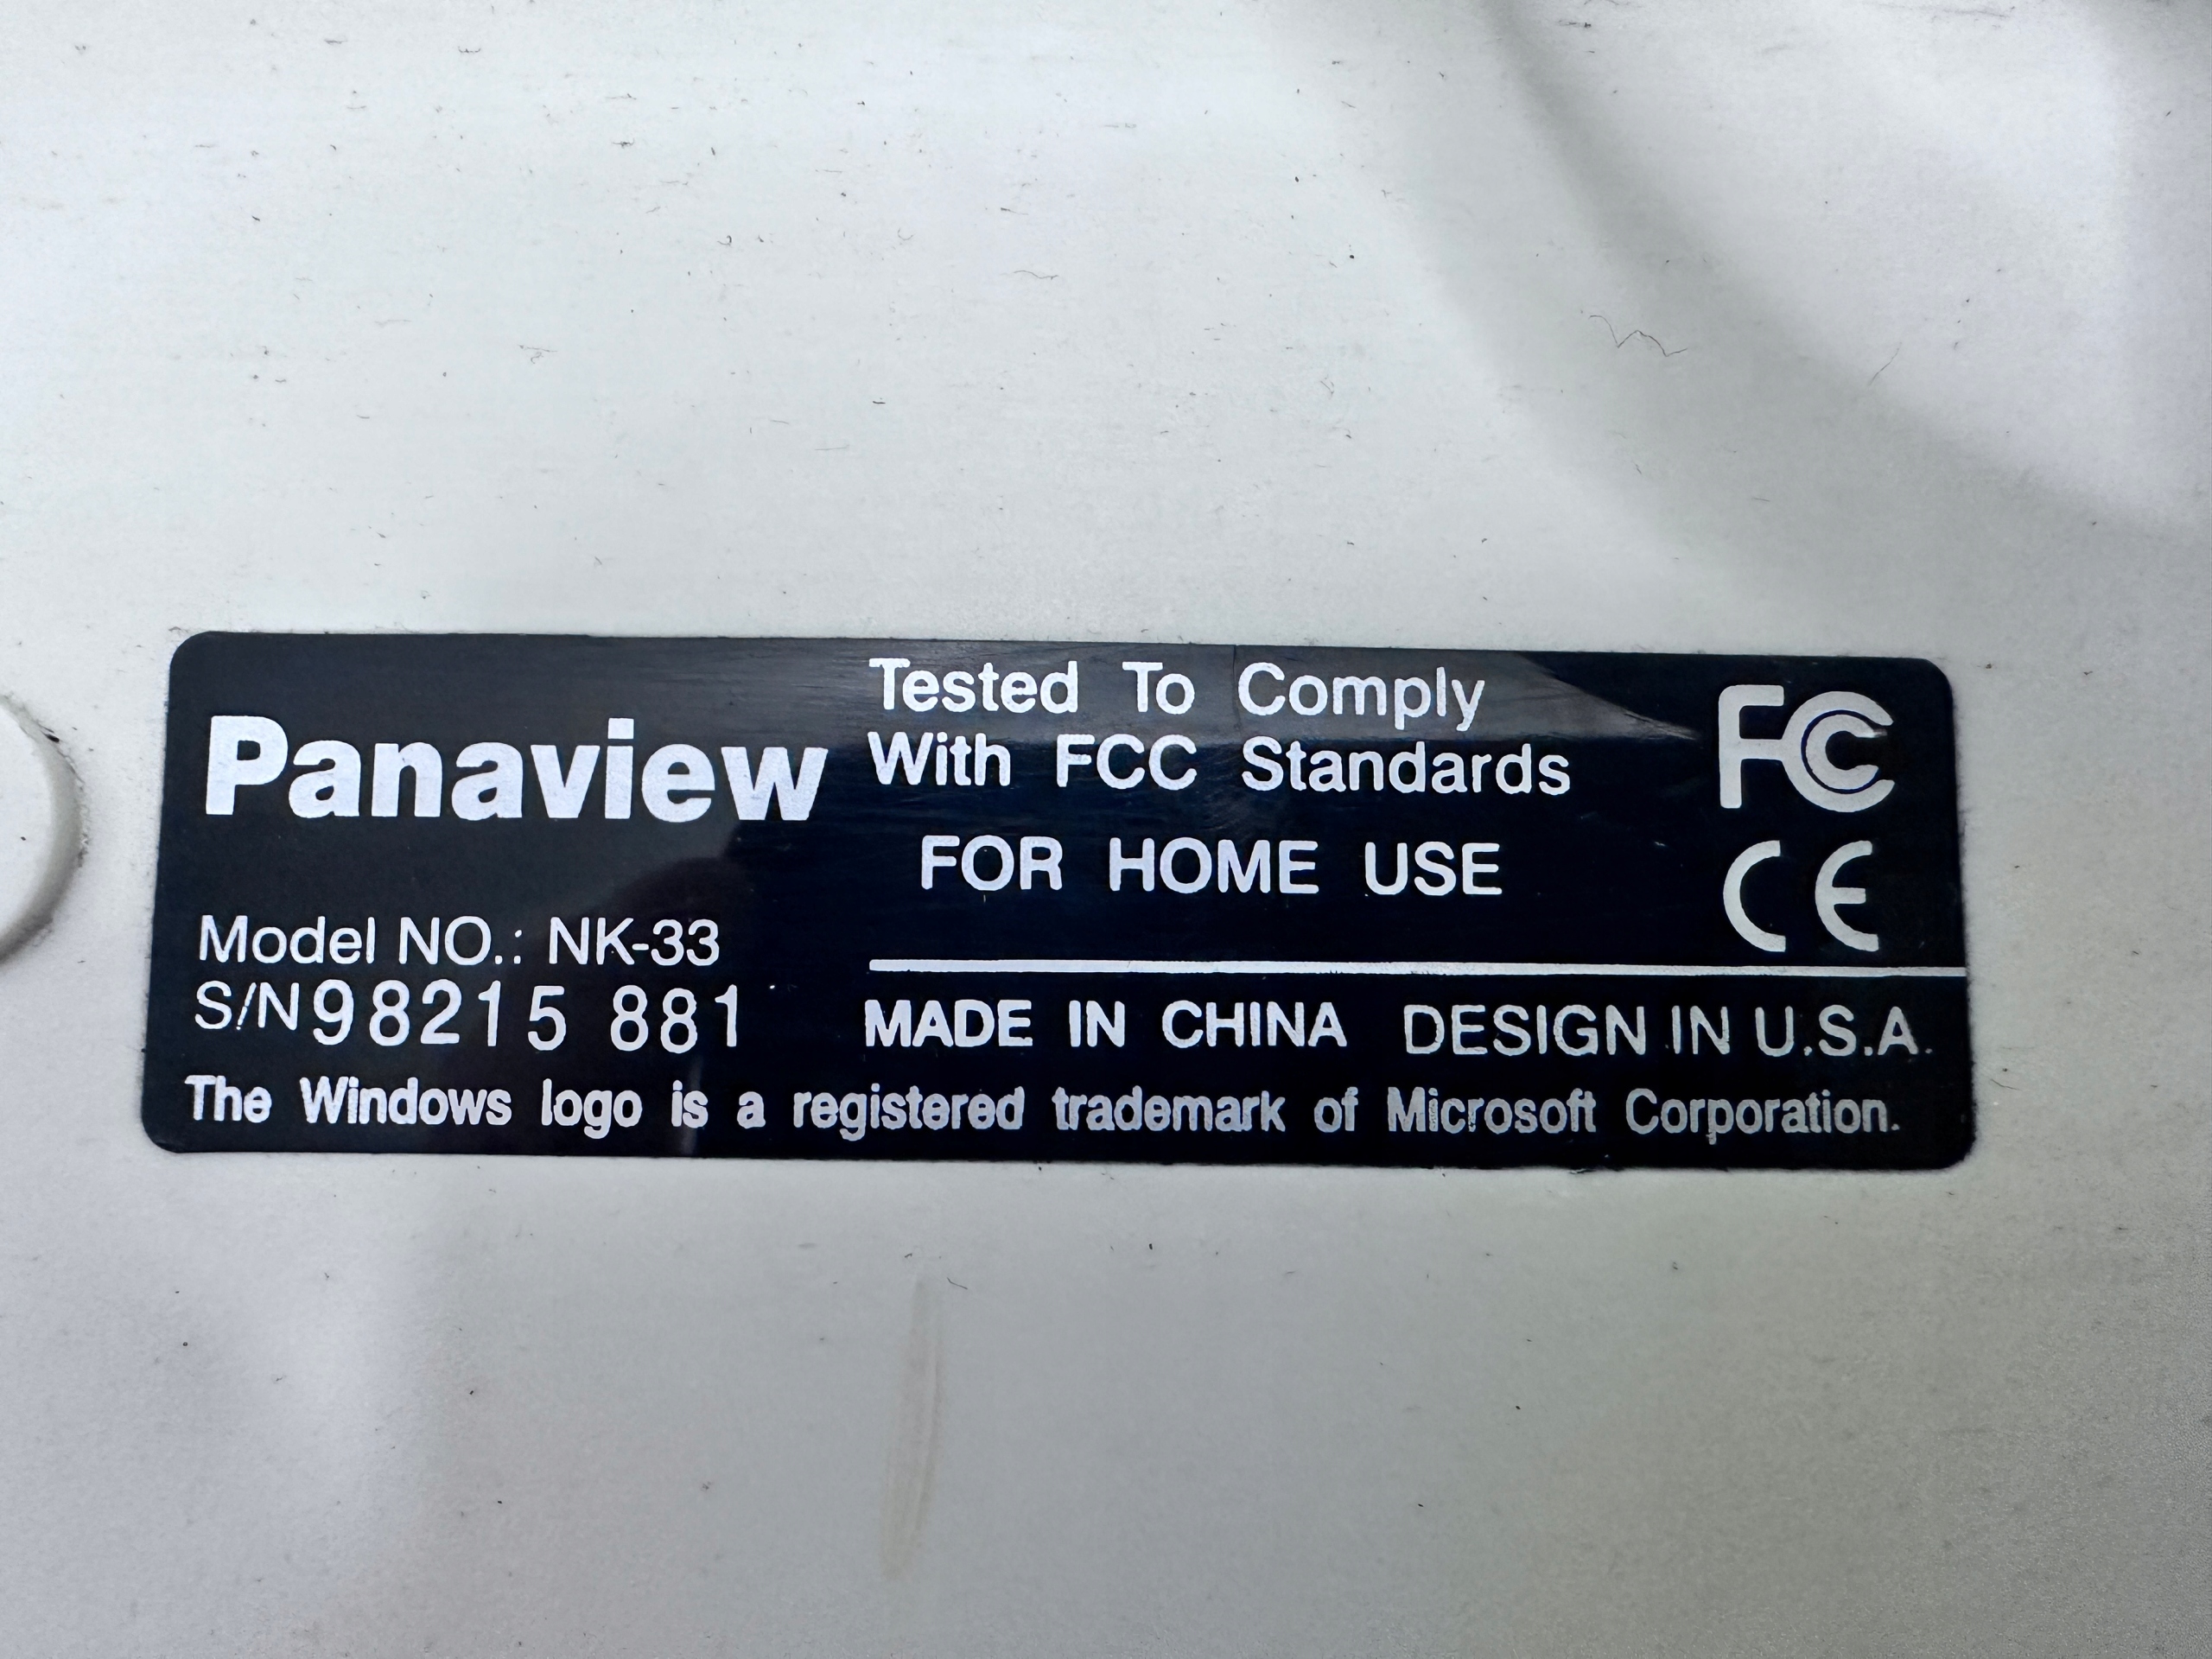 Panaview
Model NO.: NK-33
S/N 98215 881
Tested To Comply
With FCC Standards
FOR HOME USE
FC
CE
MADE IN CHINA DESIGN IN U.S.A.
The Windows logo is a registered trademark of Microsoft Corporation.